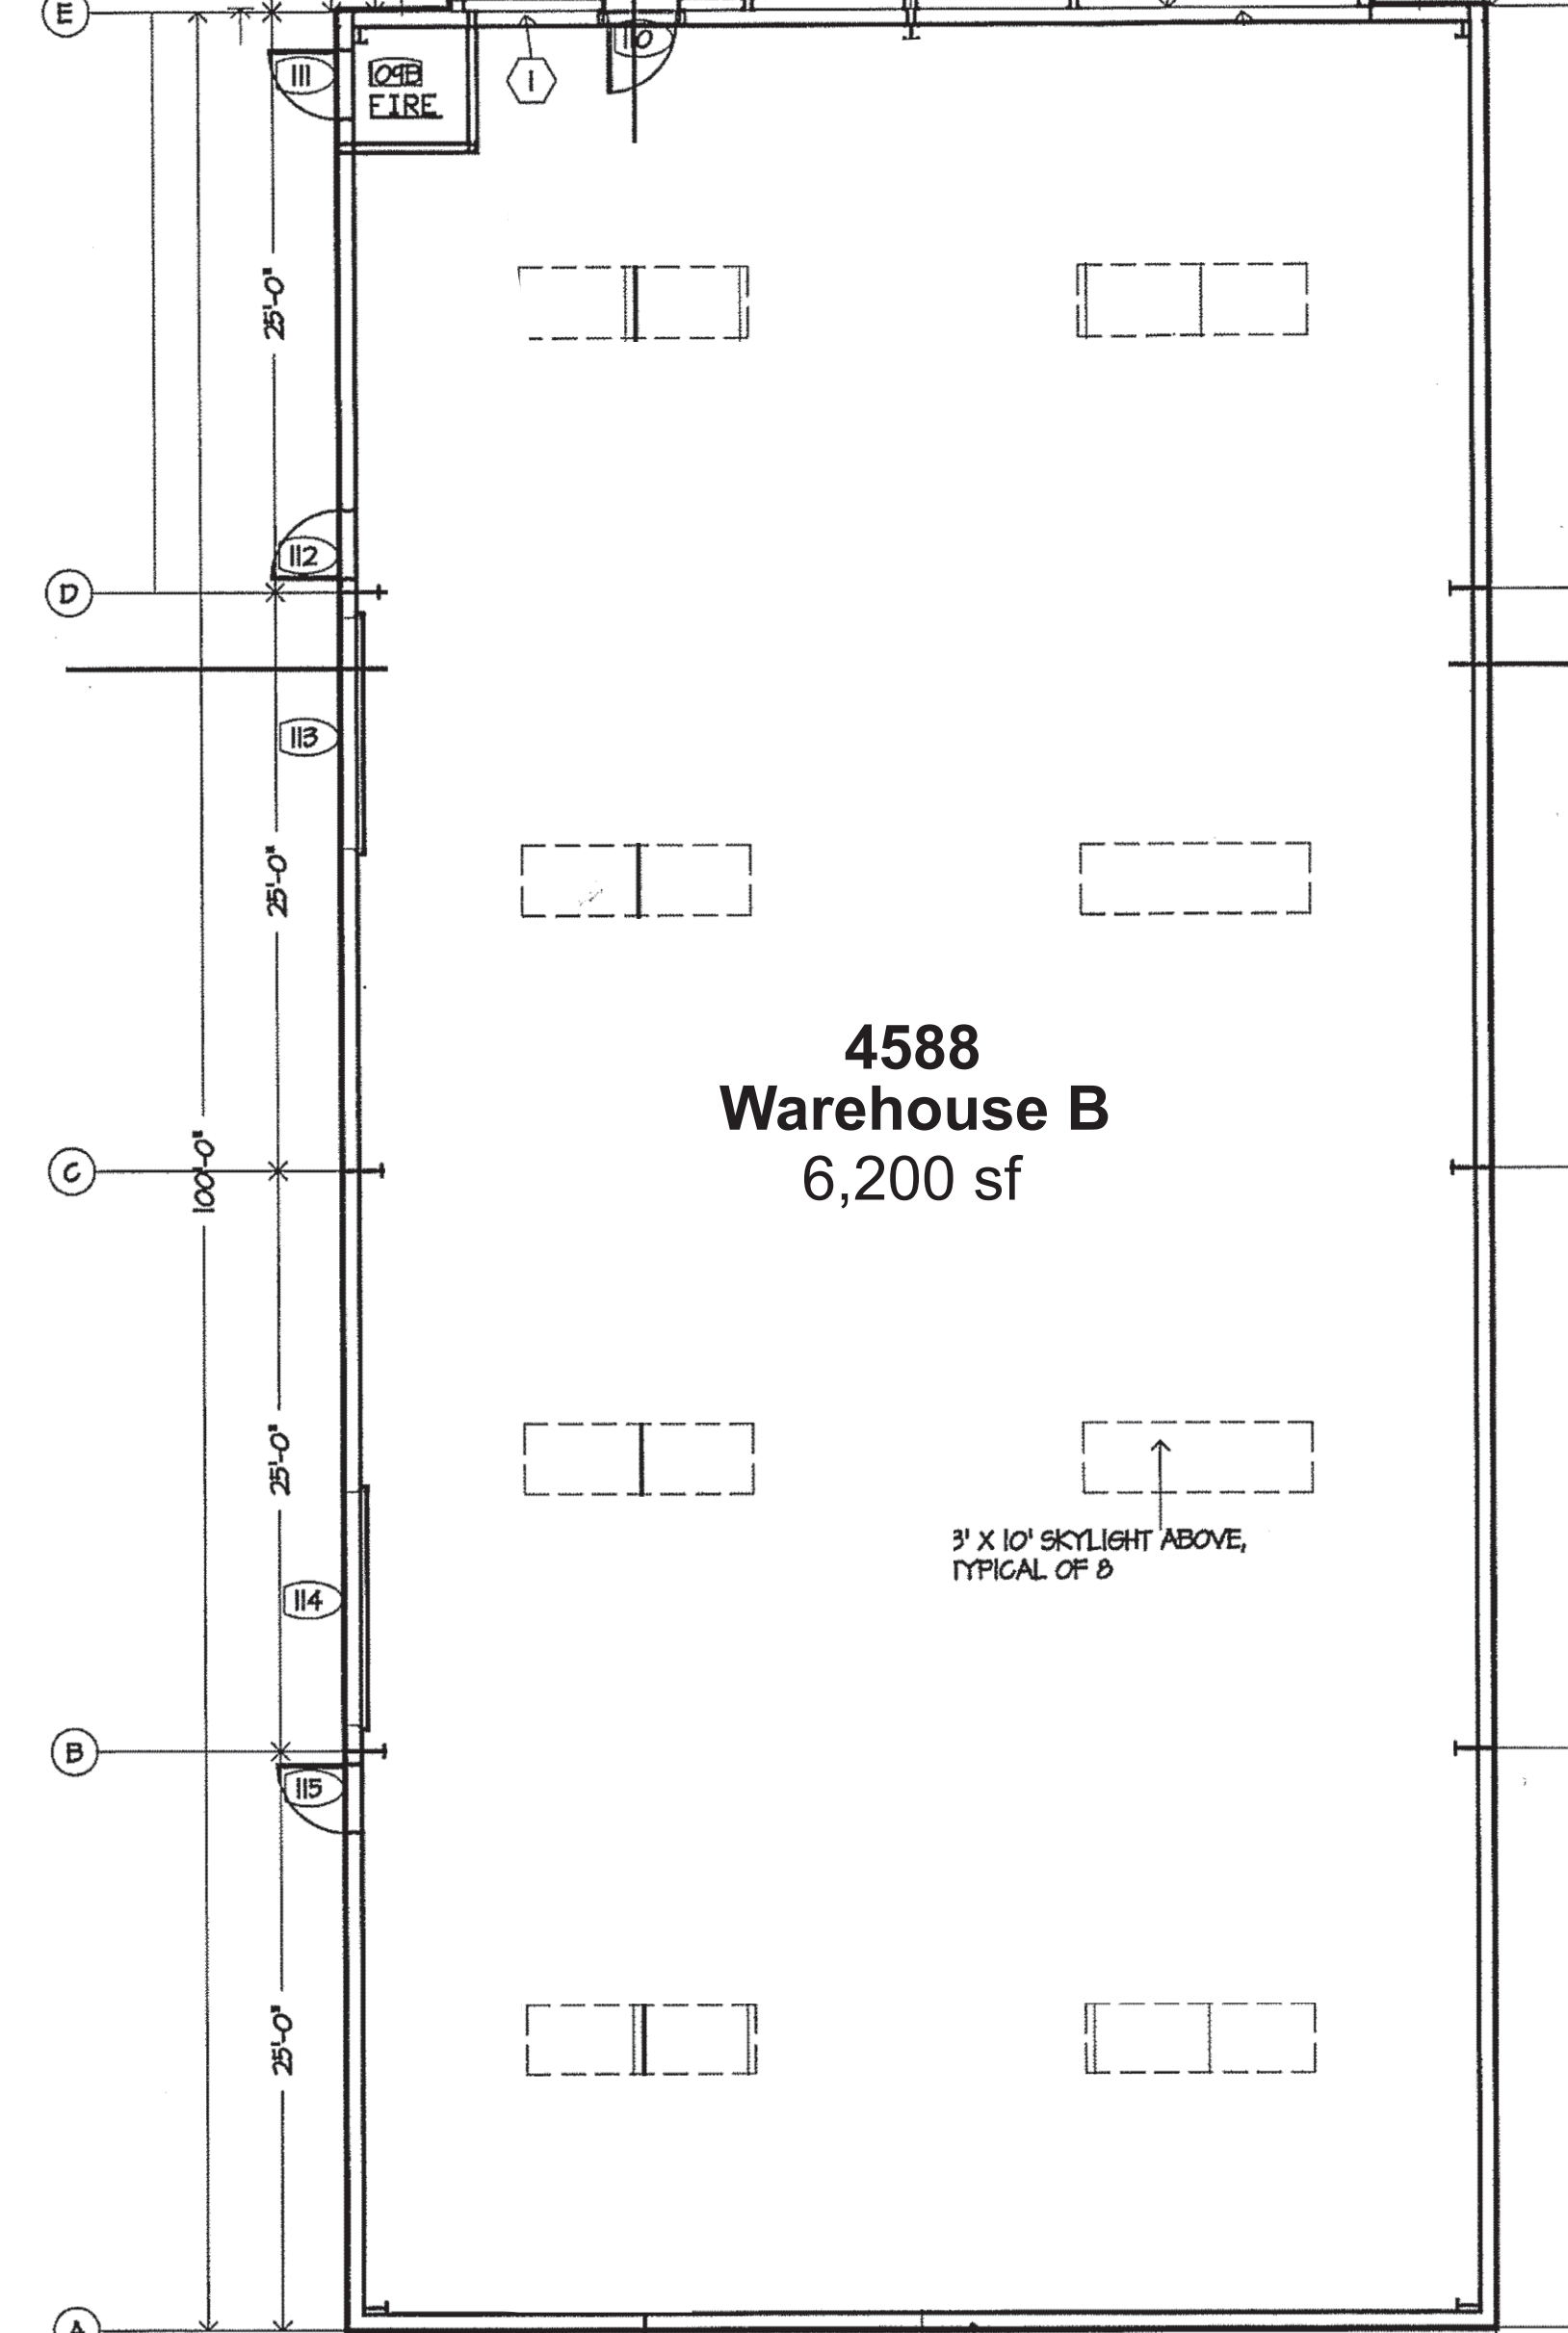 E
111
09B
FIRE
1
110
25'-0"
112
D
113
25'-0"
4588
Warehouse B
6,200 sf
C
100'-0"
25'-0"
3' X 10' SKYLIGHT ABOVE,
TYPICAL OF 8
114
B
115
25'-0"
A